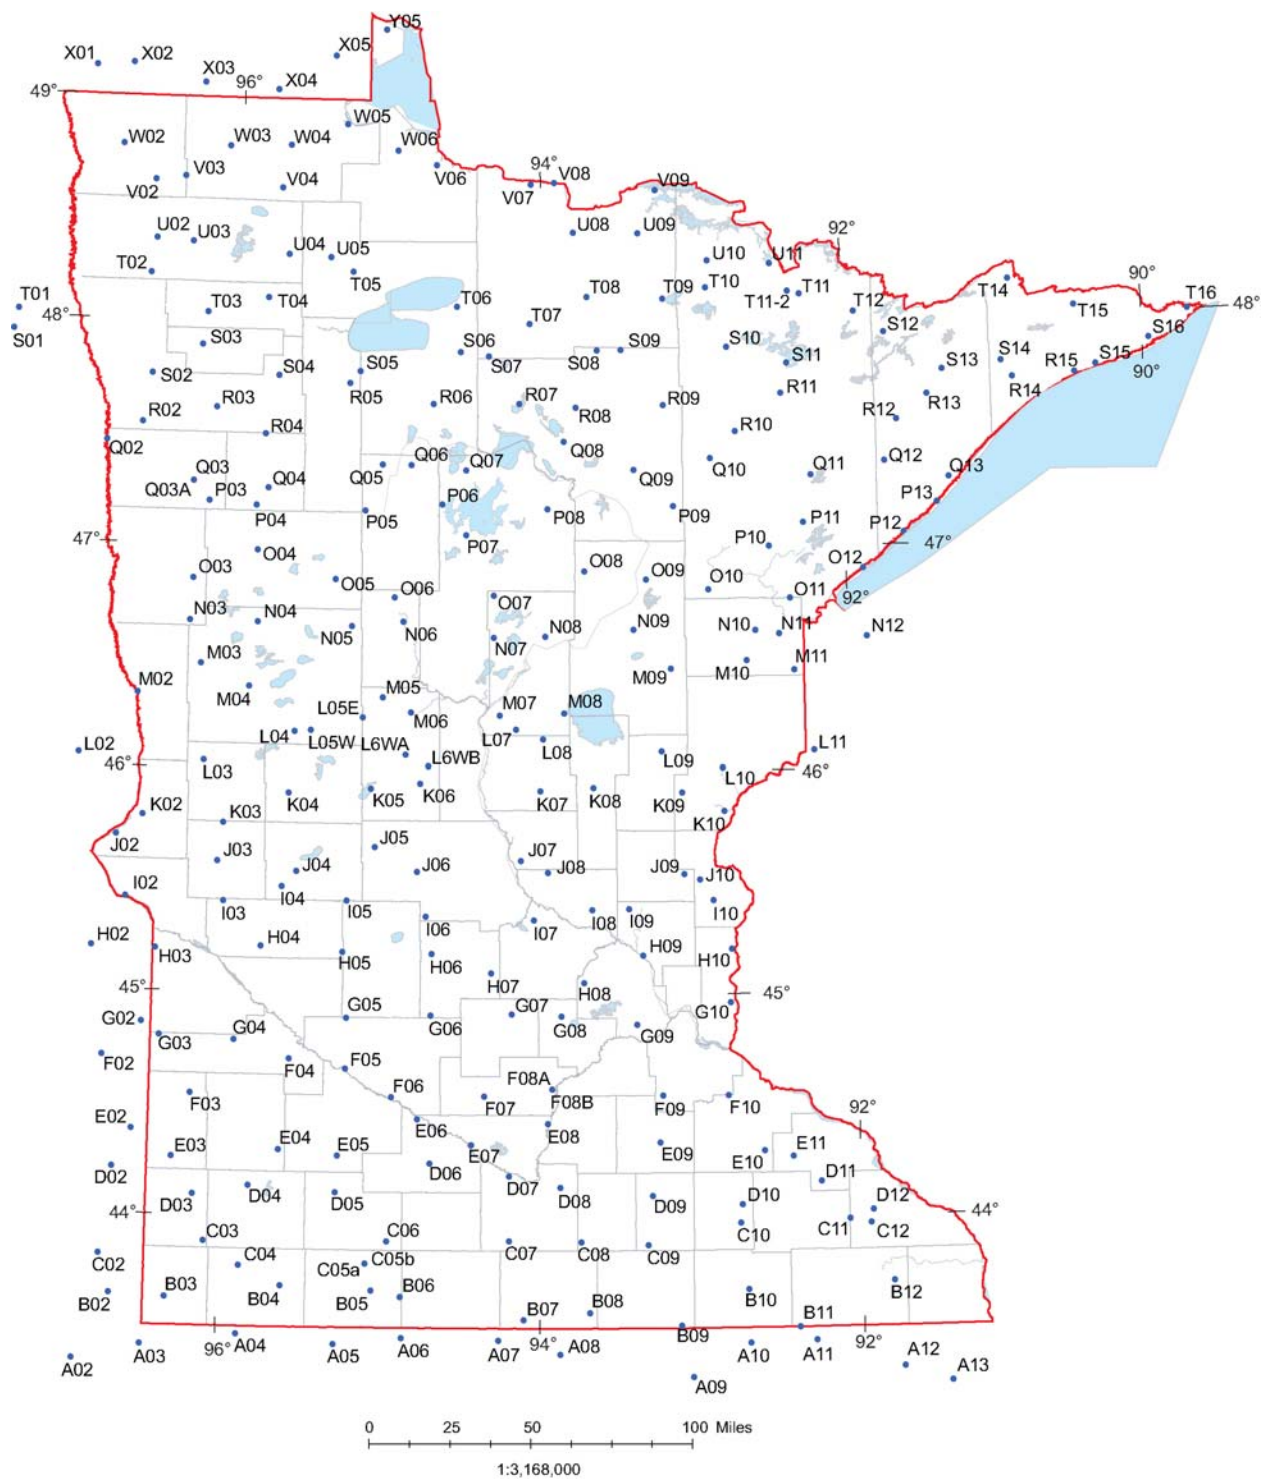 Y05
X01 X02 X03 X04 X05
49° 96°
W02 W03 W04 W05 W06
V02 V03 V04 V06 V07 94° V08 V09
U02 U03 U04 U05 U08 U09 U10 U11 92°
T01 T02 T03 T04 T05 T06 T07 T08 T09 T10 T11-2 T11 T12 T14 T15 90° T16
48° 48°
S01 S02 S03 S04 S05 S06 S07 S08 S09 S10 S11 S12 S13 S14 S15 S16
90°
R02 R03 R04 R05 R06 R07 R08 R09 R10 R11 R12 R13 R14 R15
Q02 Q03 Q03A Q04 Q05 Q06 Q07 Q08 Q09 Q10 Q11 Q12 Q13
P03 P04 P05 P06 P07 P08 P09 P10 P11 P12 P13
47° 47°
O03 O04 O05 O06 O07 O08 O09 O10 O11 O12
92°
N03 N04 N05 N06 N07 N08 N09 N10 N11 N12
M02 M03 M04 M05 M06 M07 M08 M09 M10 M11
L02 L03 L04 L05E L05W L6WA L6WB L07 L08 L09 L10 L11
46° 46°
K02 K03 K04 K05 K06 K07 K08 K09 K10
J02 J03 J04 J05 J06 J07 J08 J09 J10
I02 I03 I04 I05 I06 I07 I08 I09 I10
H02 H03 H04 H05 H06 H07 H08 H09 H10
45° 45°
G02 G03 G04 G05 G06 G07 G08 G09 G10
F02 F03 F04 F05 F06 F07 F08A F08B F09 F10
92°
E02 E03 E04 E05 E06 E07 E08 E09 E10 E11
D02 D03 D04 D05 D06 D07 D08 D09 D10 D11 D12
44° 44°
C02 C03 C04 C05a C05b C06 C07 C08 C09 C10 C11 C12
B02 B03 B04 B05 B06 B07 B08 B09 B10 B11 B12
96° 94° 92°
A02 A03 A04 A05 A06 A07 A08 A09 A10 A11 A12 A13
0 25 50 100 Miles
1:3,168,000